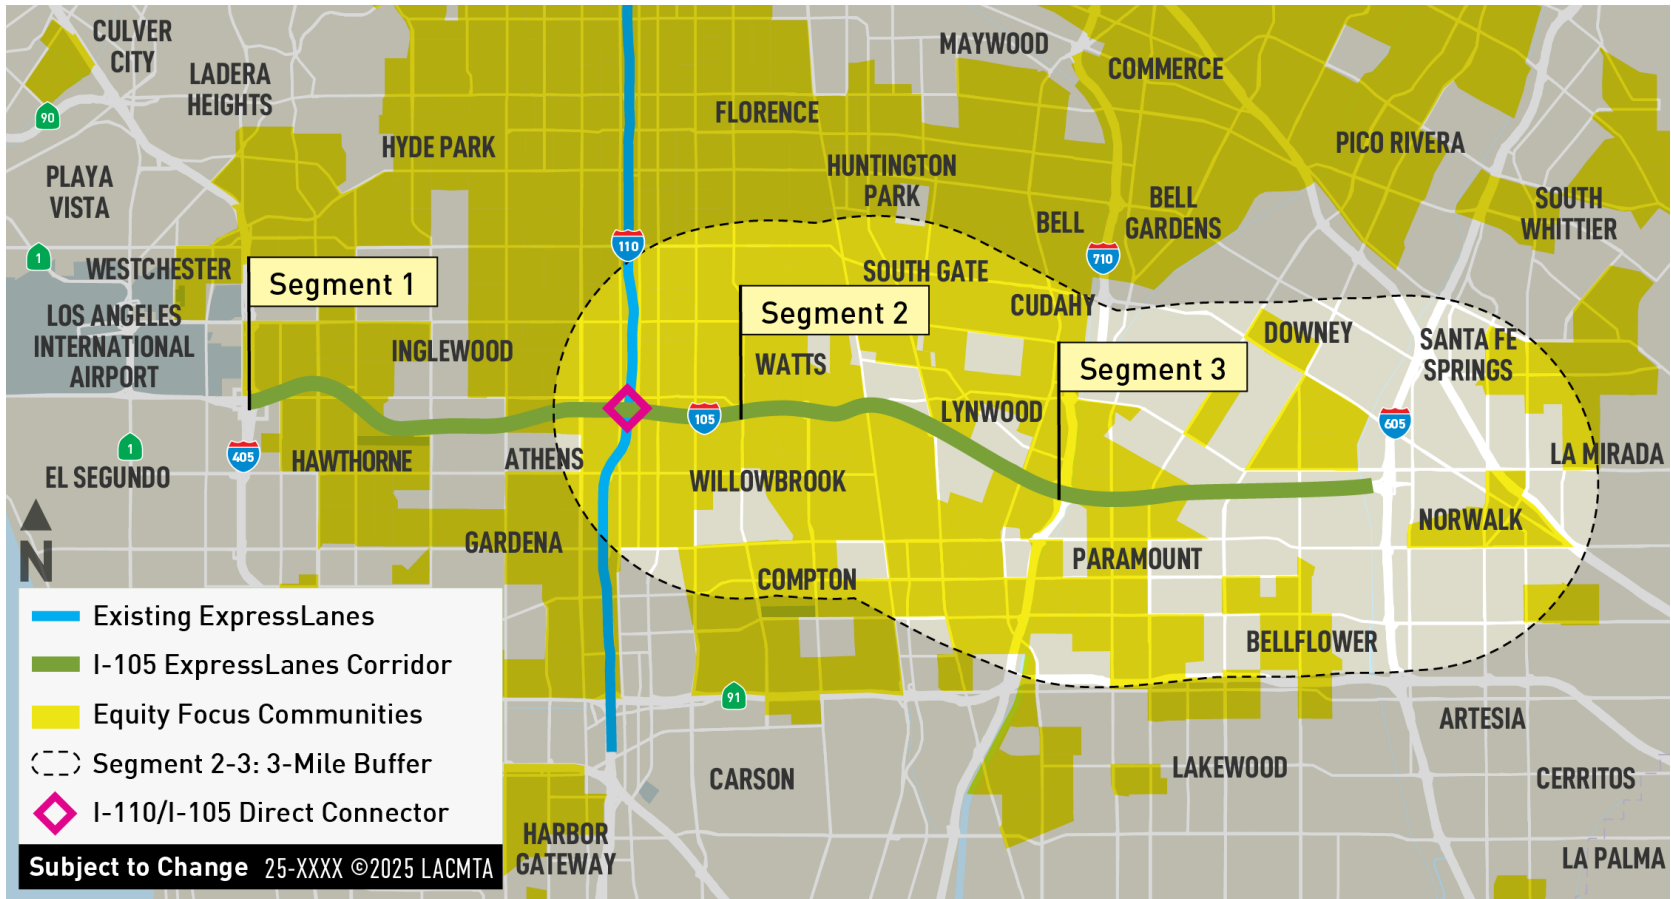 CULVER
CITY
LADERA
HEIGHTS
MAYWOOD
COMMERCE
90
FLORENCE
HYDE PARK
PICO RIVERA
HUNTINGTON
PARK
PLAYA
VISTA
BELL
GARDENS
SOUTH
WHITTIER
BELL
110
1
WESTCHESTER
710
SOUTH GATE
Segment 1
CUDAHY
Segment 2
LOS ANGELES
INTERNATIONAL
AIRPORT
DOWNEY
SANTA FE
SPRINGS
INGLEWOOD
WATTS
Segment 3
LYNWOOD
105
605
1
405
HAWTHORNE
ATHENS
LA MIRADA
EL SEGUNDO
WILLOWBROOK
NORWALK
N
GARDENA
PARAMOUNT
COMPTON
BELLFLOWER
91
ARTESIA
LAKEWOOD
CARSON
CERRITOS
HARBOR
GATEWAY
LA PALMA
Existing ExpressLanes
I-105 ExpressLanes Corridor
Equity Focus Communities
Segment 2-3: 3-Mile Buffer
I-110/I-105 Direct Connector
Subject to Change 25-XXXX ©2025 LACMTA